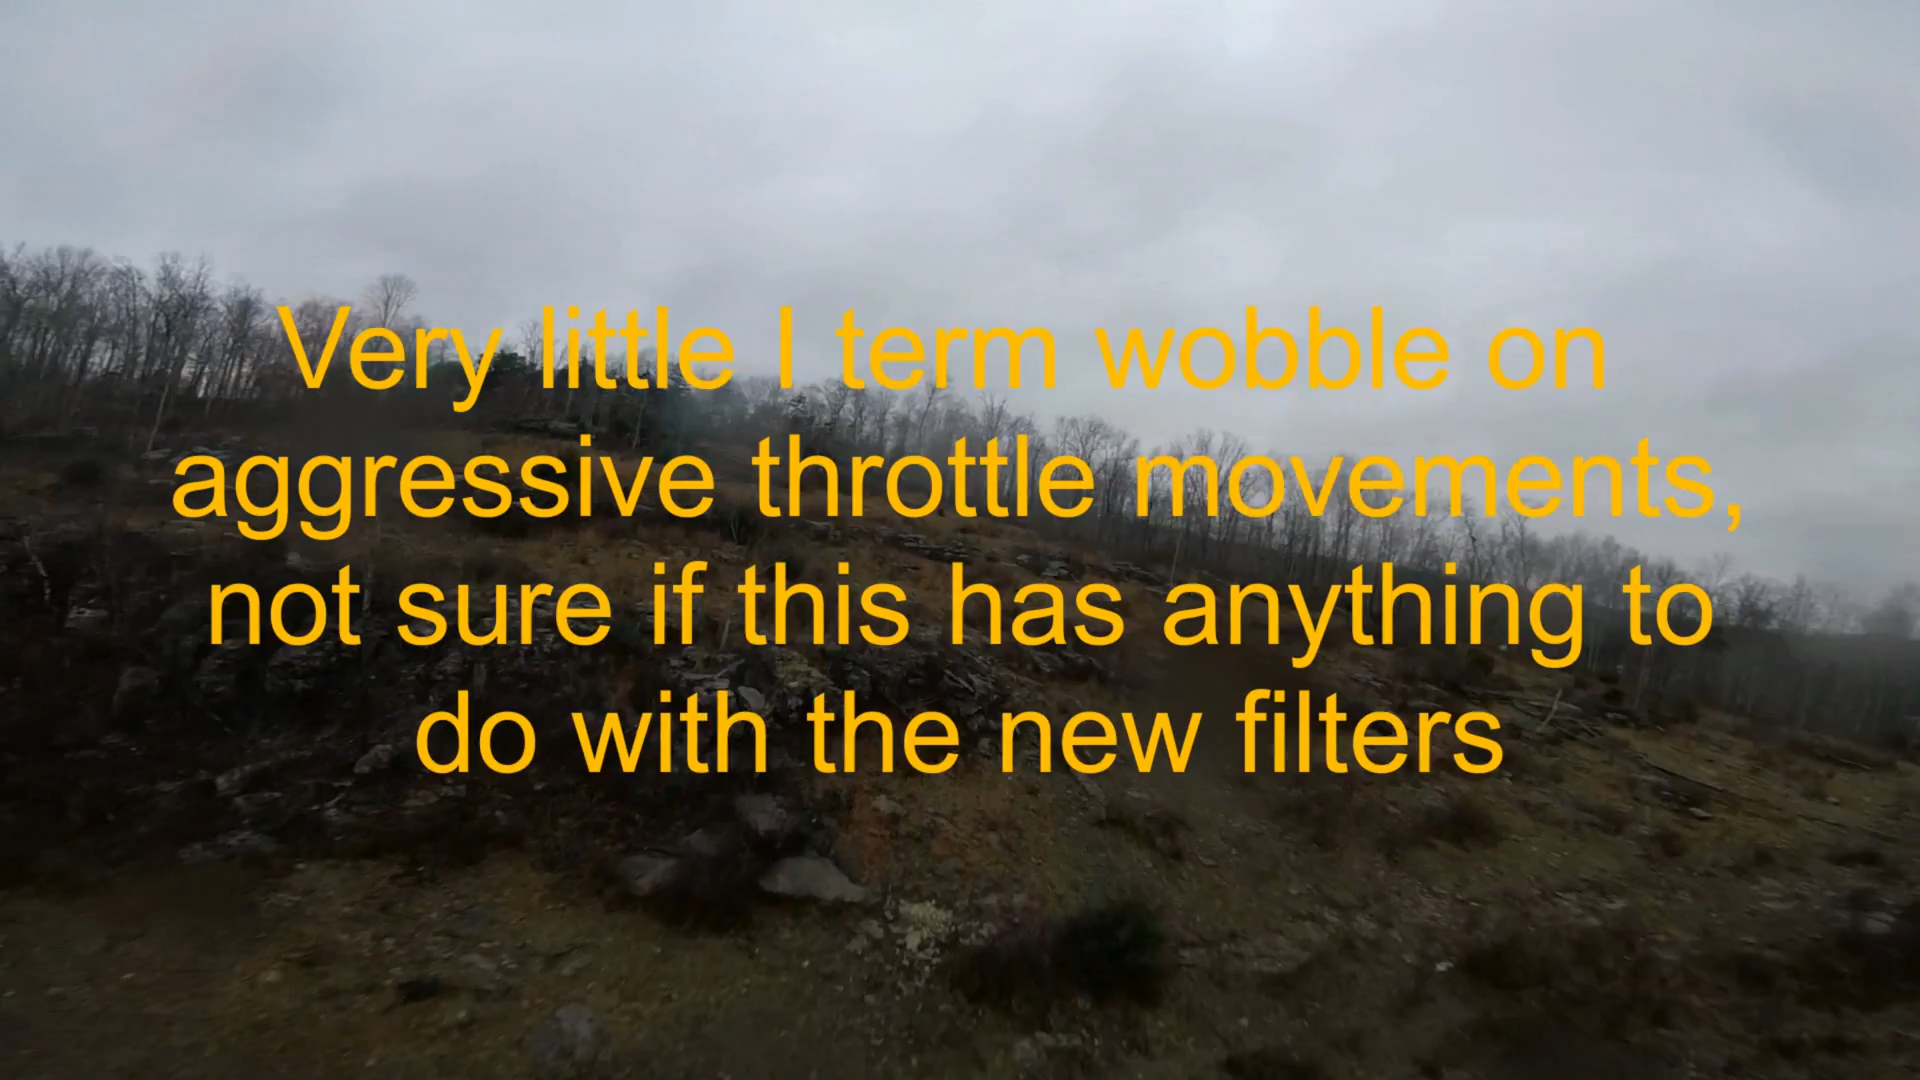 Very little I term wobble on
aggressive throttle movements,
not sure if this has anything to
do with the new filters